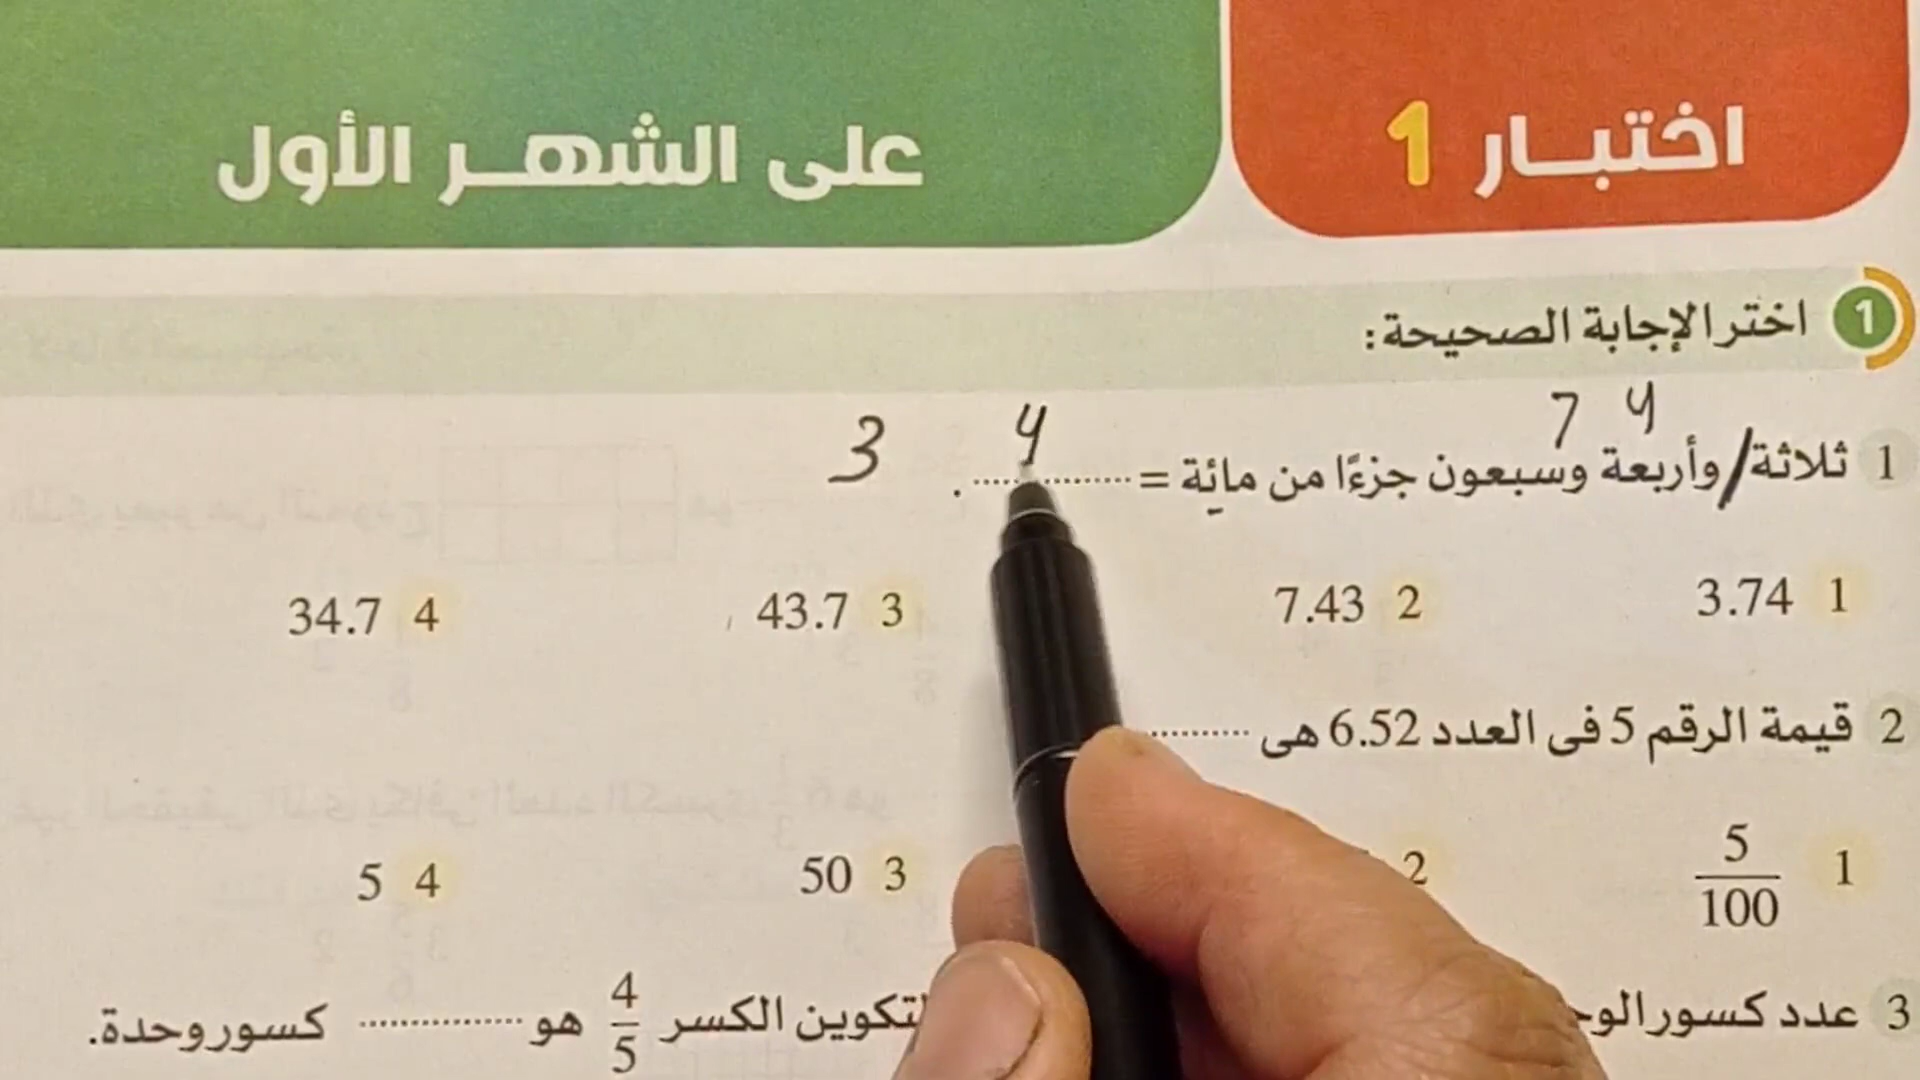 اختبار 1 على الشهر الأول
1 اختر الإجابة الصحيحة:
7 4 4 3
1 ثلاثة/وأربعة وسبعون جزءًا من مائة = .......... .
1 3.74 2 7.43 3 43.7 4 34.7
2 قيمة الرقم 5 فى العدد 6.52 هى ..........
1 5/100 2 3 50 4 5
3 عدد كسور لتكوين الكسر 4/5 هو .......... كسور وحدة.